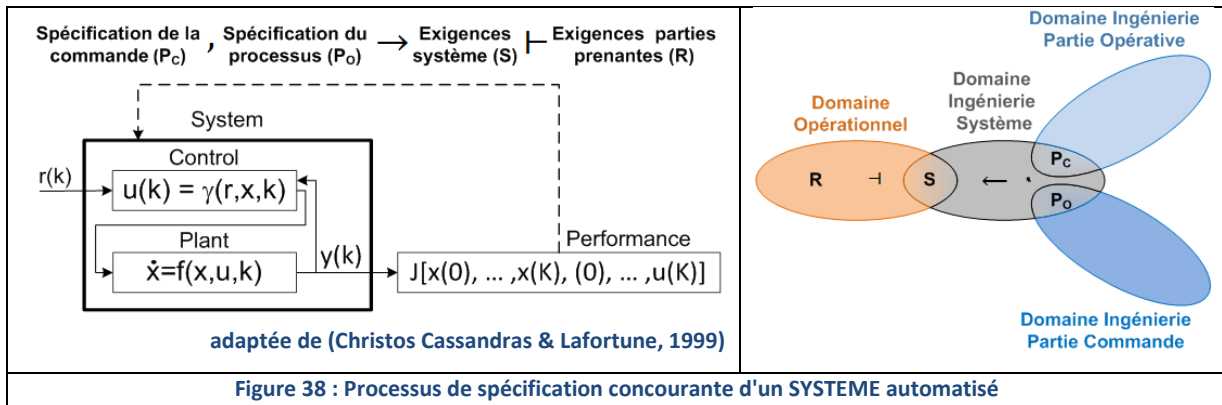 Spécification de la commande (PC) , Spécification du processus (PO) → Exigences système (S) ⊢ Exigences parties prenantes (R)
System
Control
r(k)
u(k) = γ(r,x,k)
Plant
ẋ=f(x,u,k)
y(k)
Performance
J[x(0), ... ,x(K), (0), ... ,u(K)]
adaptée de (Christos Cassandras & Lafortune, 1999)
Domaine Ingénierie
Partie Opérative
Domaine
Ingénierie
Système
Domaine
Opérationnel
R ⊣ S ← ,
PC
PO
Domaine Ingénierie
Partie Commande
Figure 38 : Processus de spécification concourante d'un SYSTEME automatisé